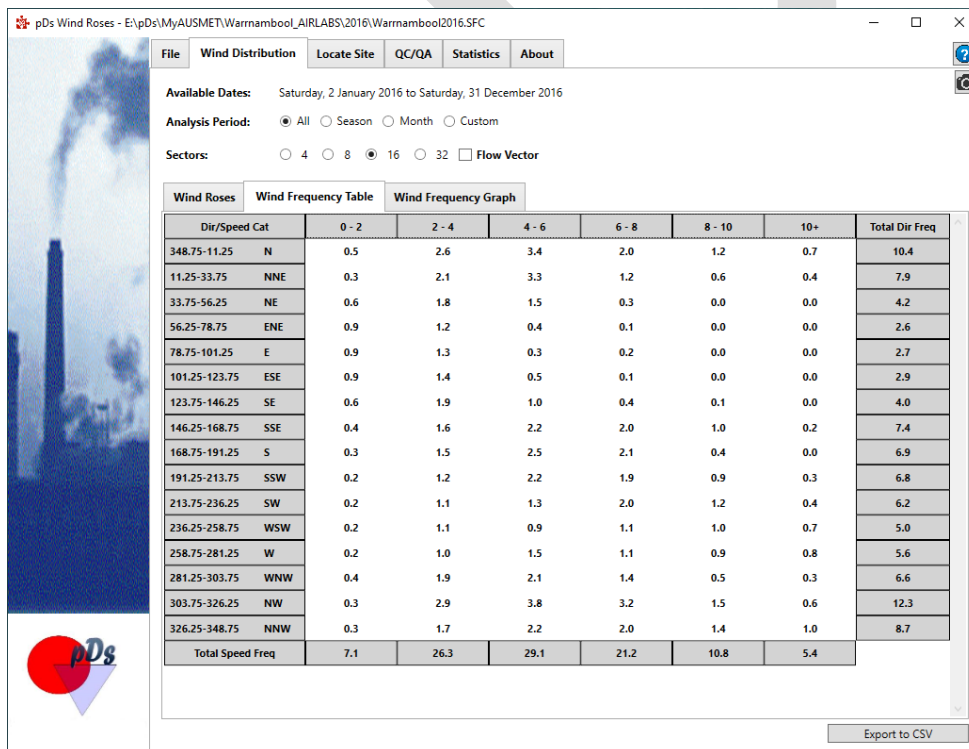 pDs Wind Roses - E:\pDs\MyAUSMET\Warrnambool_AIRLABS\2016\Warrnambool2016.SFC
File Wind Distribution Locate Site QC/QA Statistics About
Available Dates: Saturday, 2 January 2016 to Saturday, 31 December 2016
Analysis Period: All Season Month Custom
Sectors: 4 8 16 32 Flow Vector
Wind Roses Wind Frequency Table Wind Frequency Graph
Dir/Speed Cat 0 - 2 2 - 4 4 - 6 6 - 8 8 - 10 10+ Total Dir Freq
348.75-11.25 N 0.5 2.6 3.4 2.0 1.2 0.7 10.4
11.25-33.75 NNE 0.3 2.1 3.3 1.2 0.6 0.4 7.9
33.75-56.25 NE 0.6 1.8 1.5 0.3 0.0 0.0 4.2
56.25-78.75 ENE 0.9 1.2 0.4 0.1 0.0 0.0 2.6
78.75-101.25 E 0.9 1.3 0.3 0.2 0.0 0.0 2.7
101.25-123.75 ESE 0.9 1.4 0.5 0.1 0.0 0.0 2.9
123.75-146.25 SE 0.6 1.9 1.0 0.4 0.1 0.0 4.0
146.25-168.75 SSE 0.4 1.6 2.2 2.0 1.0 0.2 7.4
168.75-191.25 S 0.3 1.5 2.5 2.1 0.4 0.0 6.9
191.25-213.75 SSW 0.2 1.2 2.2 1.9 0.9 0.3 6.8
213.75-236.25 SW 0.2 1.1 1.3 2.0 1.2 0.4 6.2
236.25-258.75 WSW 0.2 1.1 0.9 1.1 1.0 0.7 5.0
258.75-281.25 W 0.2 1.0 1.5 1.1 0.9 0.8 5.6
281.25-303.75 WNW 0.4 1.9 2.1 1.4 0.5 0.3 6.6
303.75-326.25 NW 0.3 2.9 3.8 3.2 1.5 0.6 12.3
326.25-348.75 NNW 0.3 1.7 2.2 2.0 1.4 1.0 8.7
Total Speed Freq 7.1 26.3 29.1 21.2 10.8 5.4
pDs
Export to CSV